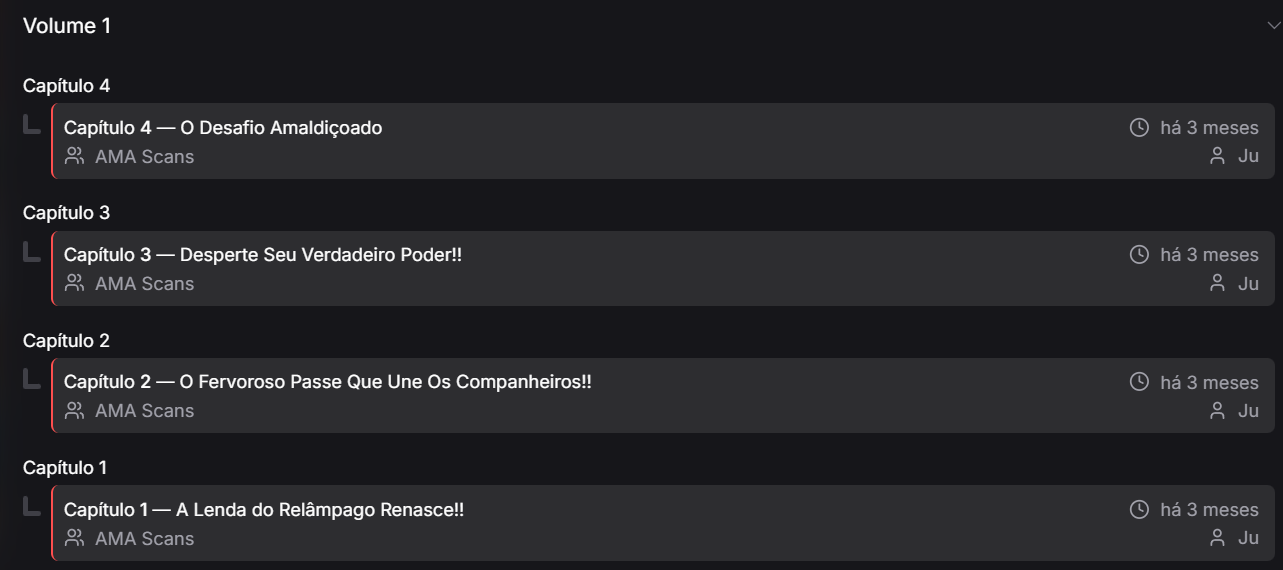 Volume 1
Capítulo 4
Capítulo 4 — O Desafio Amaldiçoado
há 3 meses
AMA Scans
Ju
Capítulo 3
Capítulo 3 — Desperte Seu Verdadeiro Poder!!
há 3 meses
AMA Scans
Ju
Capítulo 2
Capítulo 2 — O Fervoroso Passe Que Une Os Companheiros!!
há 3 meses
AMA Scans
Ju
Capítulo 1
Capítulo 1 — A Lenda do Relâmpago Renasce!!
há 3 meses
AMA Scans
Ju